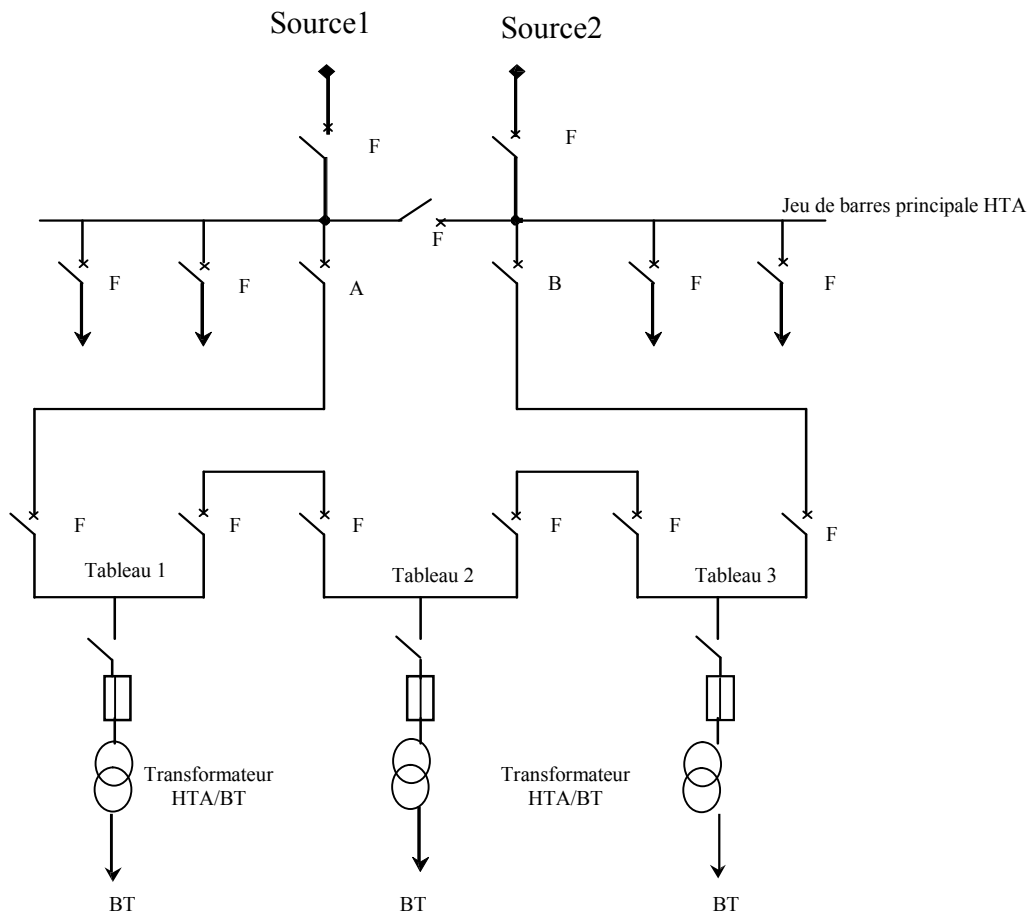 Source1
Source2
F
F
Jeu de barres principale HTA
F
F
F
A
B
F
F
F
F
F
F
F
F
Tableau 1
Tableau 2
Tableau 3
Transformateur
HTA/BT
Transformateur
HTA/BT
BT
BT
BT